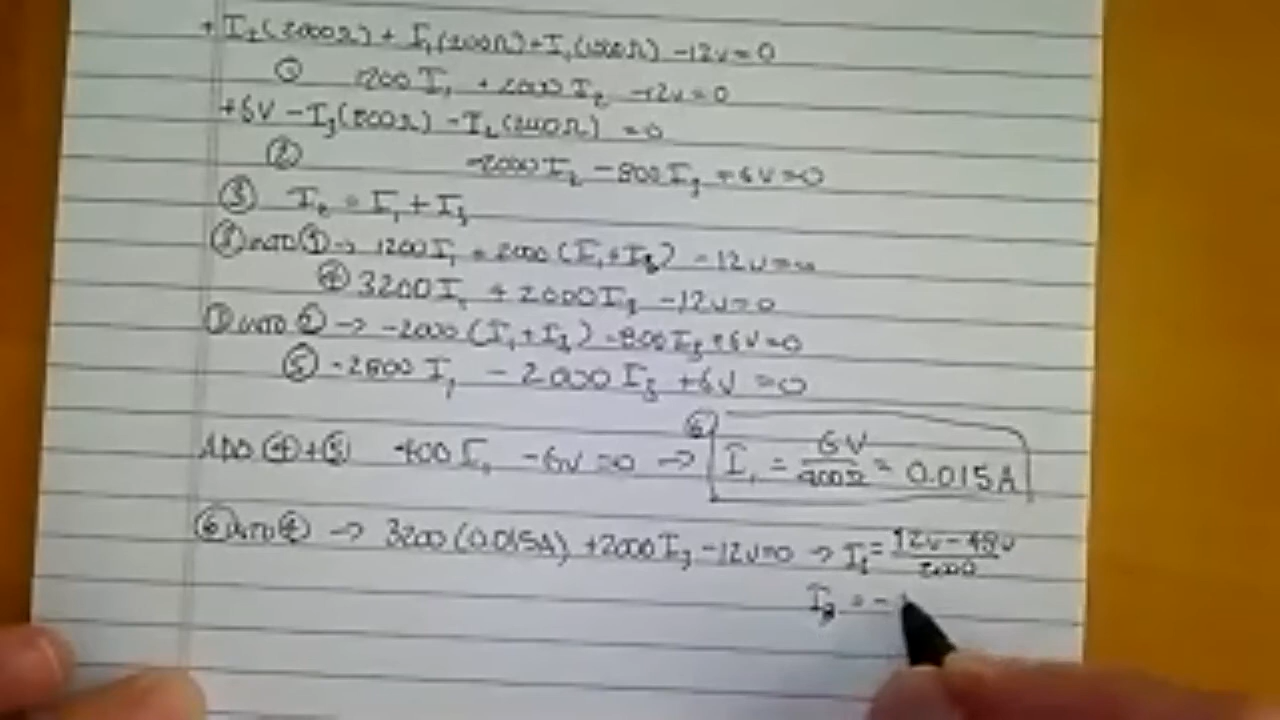 + I₂(2000Ω) + I₁(200Ω) + I₁(1000Ω) - 12V = 0
① 1200 I₁ + 2000 I₂ - 12V = 0
+6V - I₃(800Ω) - I₂(2000Ω) = 0
② -2000 I₂ - 800 I₃ + 6V = 0
③ I₂ = I₁ + I₃
③ INTO ① → 1200 I₁ + 2000 (I₁ + I₃) - 12V = 0
④ 3200 I₁ + 2000 I₃ - 12V = 0
③ INTO ② → -2000 (I₁ + I₃) - 800 I₃ + 6V = 0
⑤ -2800 I₁ - 2000 I₃ + 6V = 0
ADD ④+⑤ 400 I₁ - 6V = 0 → ⑥ I₁ = 6V/400Ω = 0.015A
⑥ INTO ④ → 3200 (0.015A) + 2000 I₃ - 12V = 0 → I₃ = 12V - 48V/2000
I₃ = -